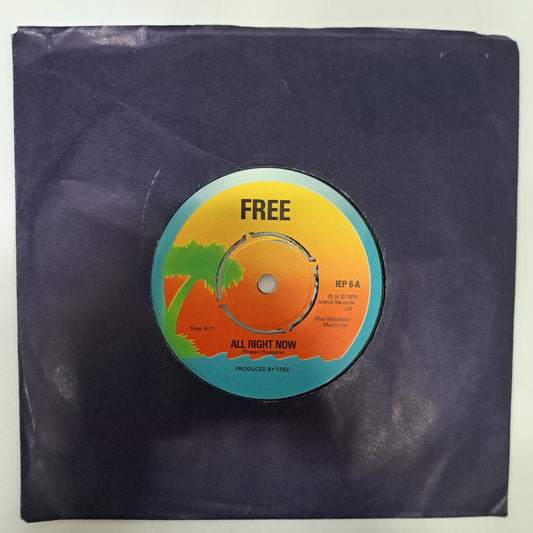 FREE
IEP 6-A
℗ & © 1970
Island Records
Ltd
Blue Mountain
Music Ltd.
Time: 6.11
ALL RIGHT NOW
(Fraser/Rodgers)
PRODUCED BY FREE